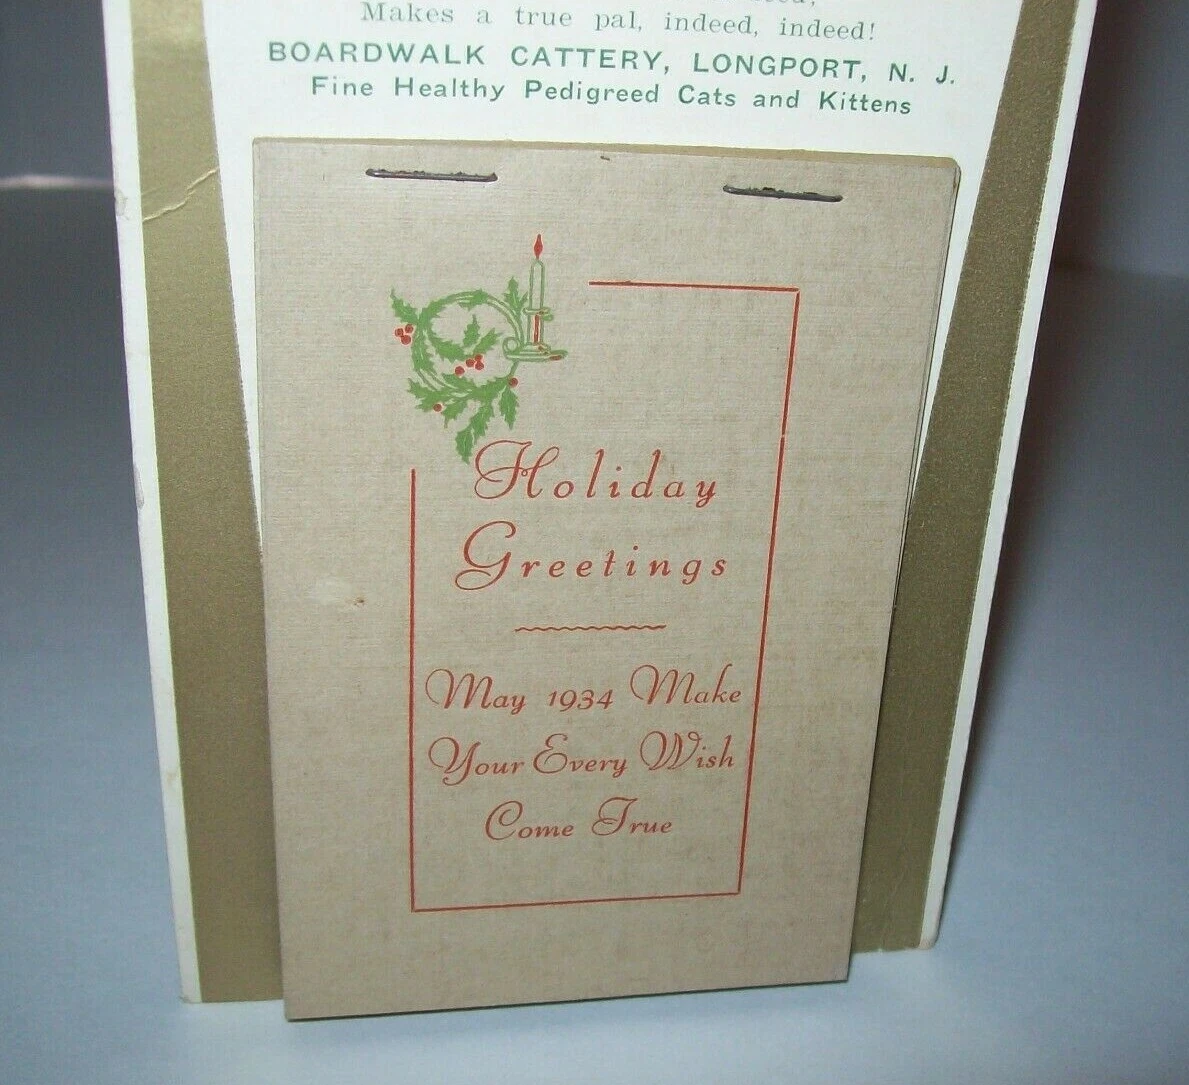 Makes a true pal, indeed, indeed!
BOARDWALK CATTERY, LONGPORT, N. J.
Fine Healthy Pedigreed Cats and Kittens
Holiday
Greetings
May 1934 Make
Your Every Wish
Come True